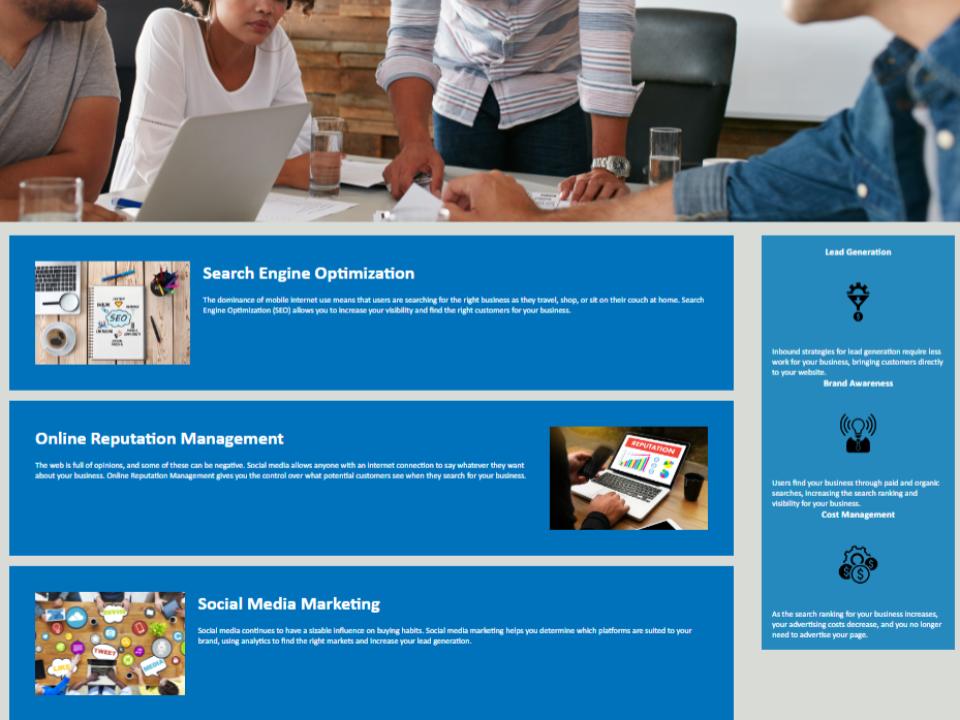 Search Engine Optimization
The dominance of mobile internet use means that users are searching for the right business as they travel, shop, or sit on their couch at home. Search
Engine Optimization (SEO) allows you to increase your visibility and find the right customers for your business.
SEO
Online Reputation Management
The web is full of opinions, and some of these can be negative. Social media allows anyone with an internet connection to say whatever they want
about your business. Online Reputation Management gives you the control over what potential customers see when they search for your business.
REPUTATION
Social Media Marketing
Social media continues to have a sizable influence on buying habits. Social media marketing helps you determine which platforms are suited to your
brand, using analytics to find the right markets and increase your lead generation.
TWEET
LIKE
MEDIA
Lead Generation
Inbound strategies for lead generation require less
work for your business, bringing customers directly
to your website.
Brand Awareness
Users find your business through paid and organic
searches, increasing the search ranking and
visibility for your business.
Cost Management
As the search ranking for your business increases,
your advertising costs decrease, and you no longer
need to advertise your page.